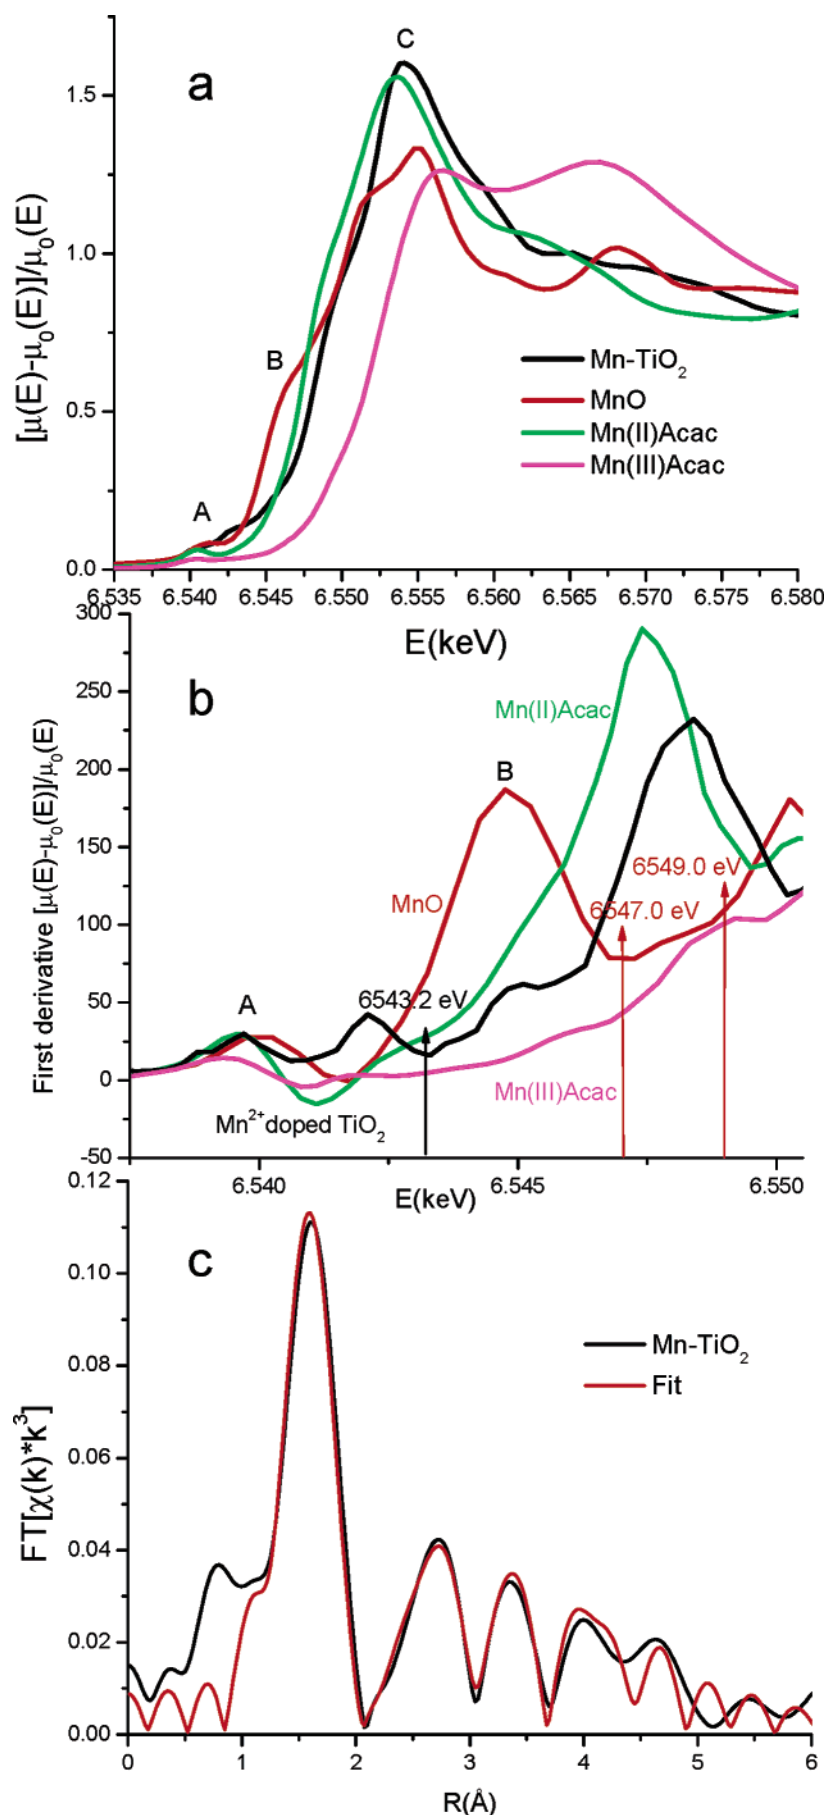 a
C
B
A
[μ(E)-μ₀(E)]/μ₀(E)
1.5
1.0
0.5
0.0
Mn-TiO₂
MnO
Mn(II)Acac
Mn(III)Acac
6.535 6.540 6.545 6.550 6.555 6.560 6.565 6.570 6.575 6.580
E(keV)
b
First derivative [μ(E)-μ₀(E)]/μ₀(E)
300
250
200
150
100
50
0
-50
Mn(II)Acac
B
6549.0 eV
MnO
6547.0 eV
A
6543.2 eV
Mn(III)Acac
Mn²⁺doped TiO₂
6.540 6.545 6.550
E(keV)
c
FT[χ(k)*k³]
0.12
0.10
0.08
0.06
0.04
0.02
0.00
Mn-TiO₂
Fit
0 1 2 3 4 5 6
R(Å)